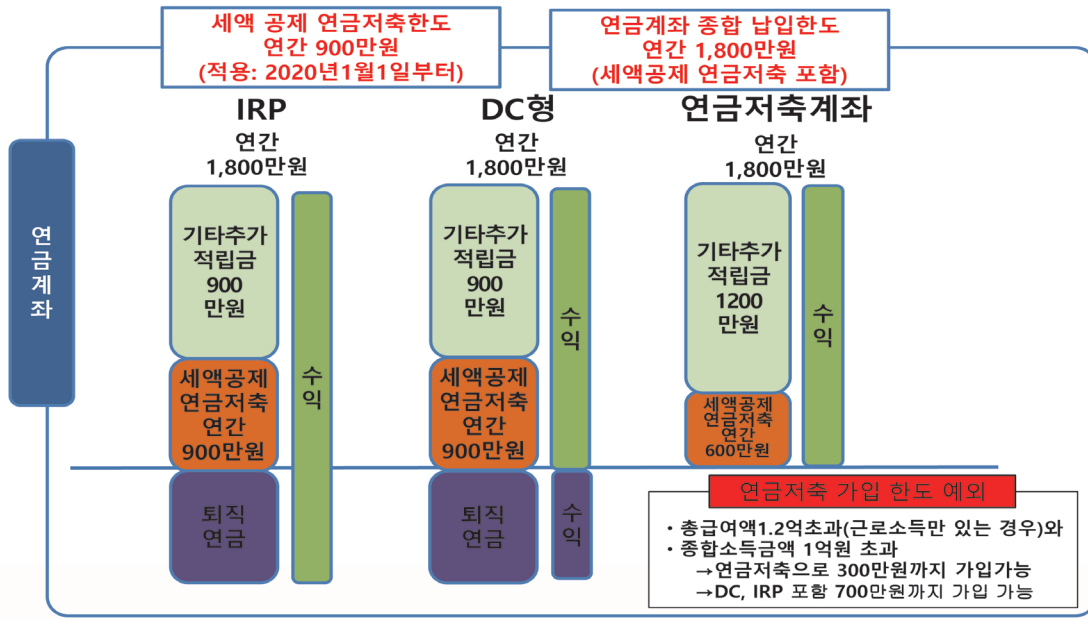 세액 공제 연금저축한도
연간 900만원
(적용: 2020년1월1일부터)
연금계좌 종합 납입한도
연간 1,800만원
(세액공제 연금저축 포함)
연금계좌
IRP
연간
1,800만원
기타추가
적립금
900
만원
세액공제
연금저축
연간
900만원
퇴직
연금
수익
DC형
연간
1,800만원
기타추가
적립금
900
만원
세액공제
연금저축
연간
900만원
퇴직
연금
수익
수익
연금저축계좌
연간
1,800만원
기타추가
적립금
1200
만원
세액공제
연금저축
연간
600만원
수익
연금저축 가입 한도 예외
・총급여액1.2억초과(근로소득만 있는 경우)와
・종합소득금액 1억원 초과
→연금저축으로 300만원까지 가입가능
→DC, IRP 포함 700만원까지 가입 가능